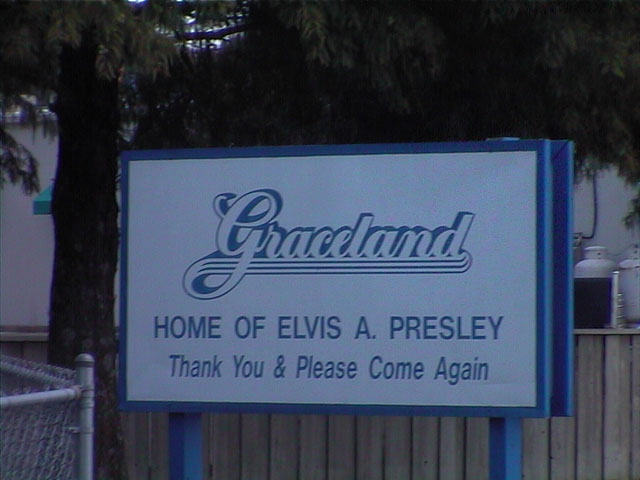 Graceland
HOME OF ELVIS A. PRESLEY
Thank You & Please Come Again